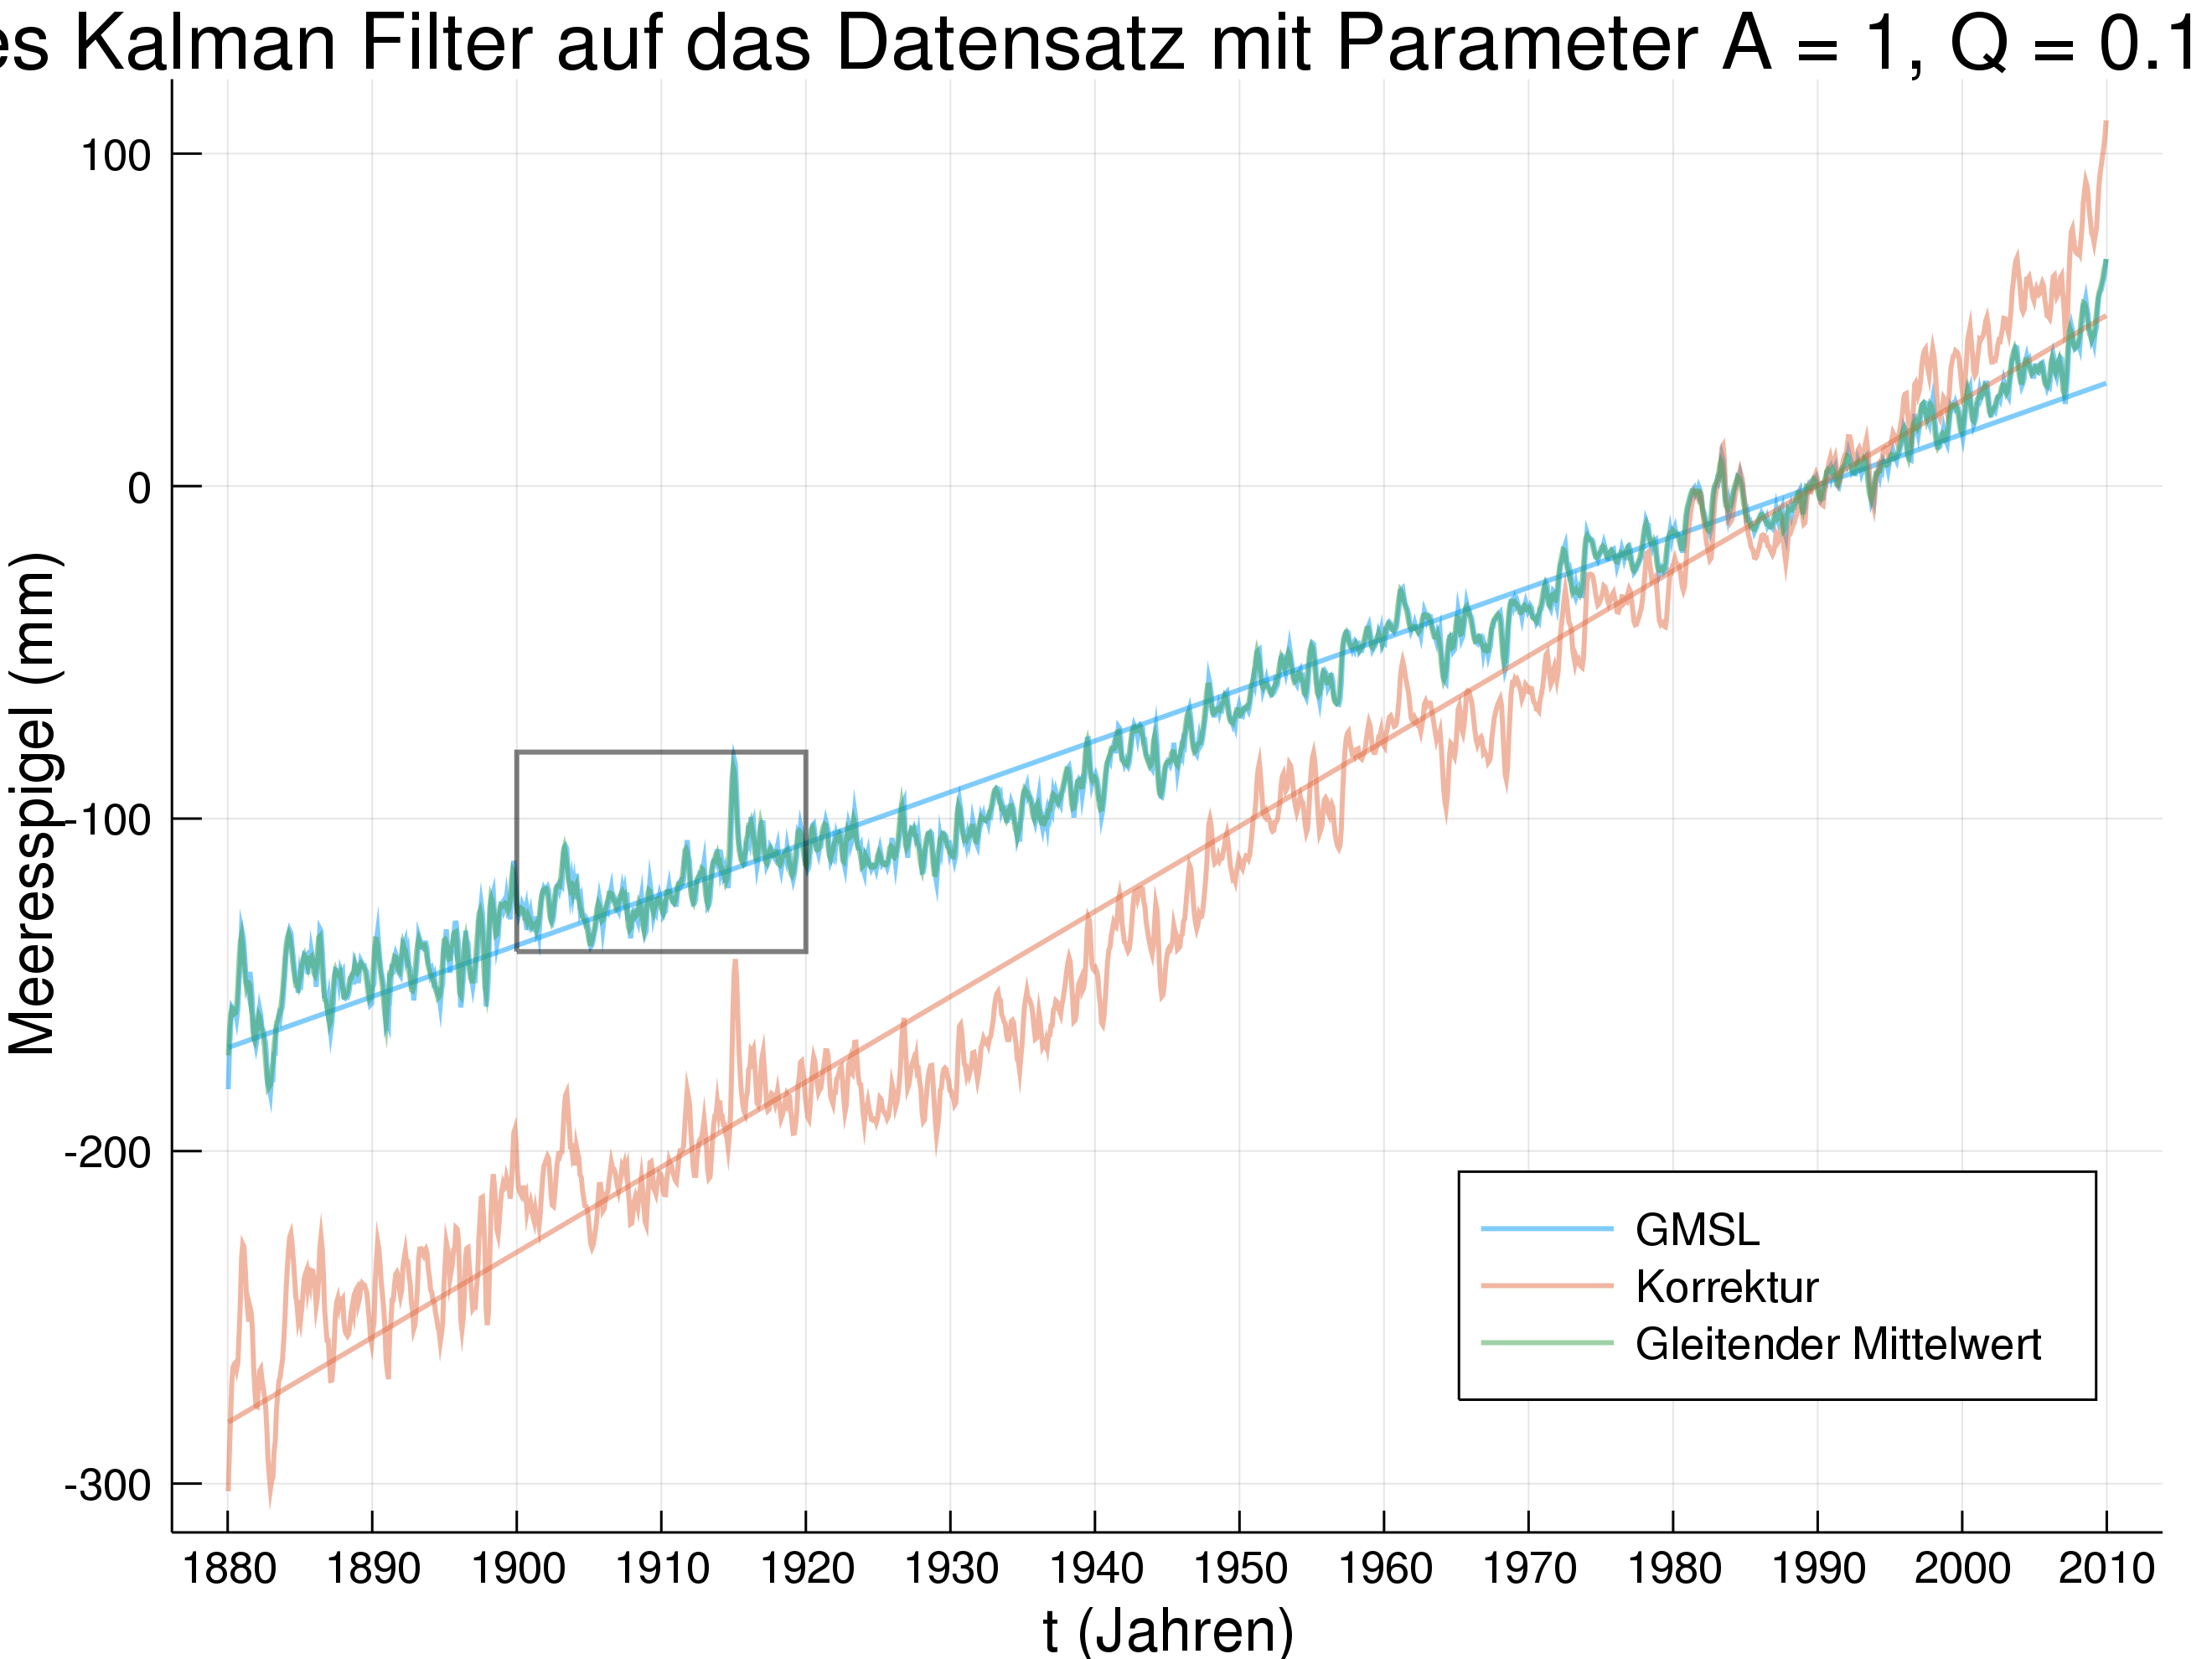 es Kalman Filter auf das Datensatz mit Parameter A = 1, Q = 0.1
Meeresspigel (mm)
100
0
-100
-200
-300
GMSL
Korrektur
Gleitender Mittelwert
1880 1890 1900 1910 1920 1930 1940 1950 1960 1970 1980 1990 2000 2010
t (Jahren)